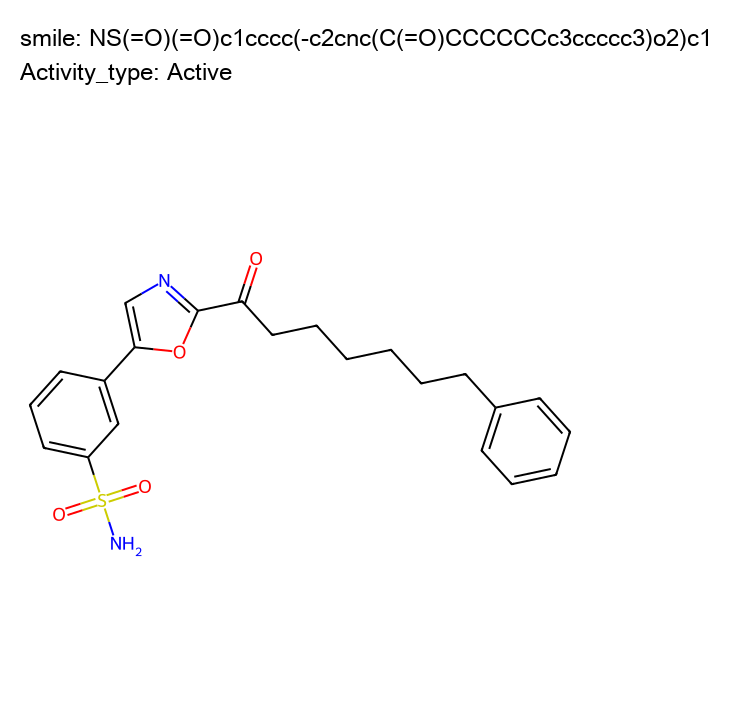 smile: NS(=O)(=O)c1cccc(-c2cnc(C(=O)CCCCCCc3ccccc3)o2)c1
Activity_type: Active
O
N
O
O
S
O
NH2